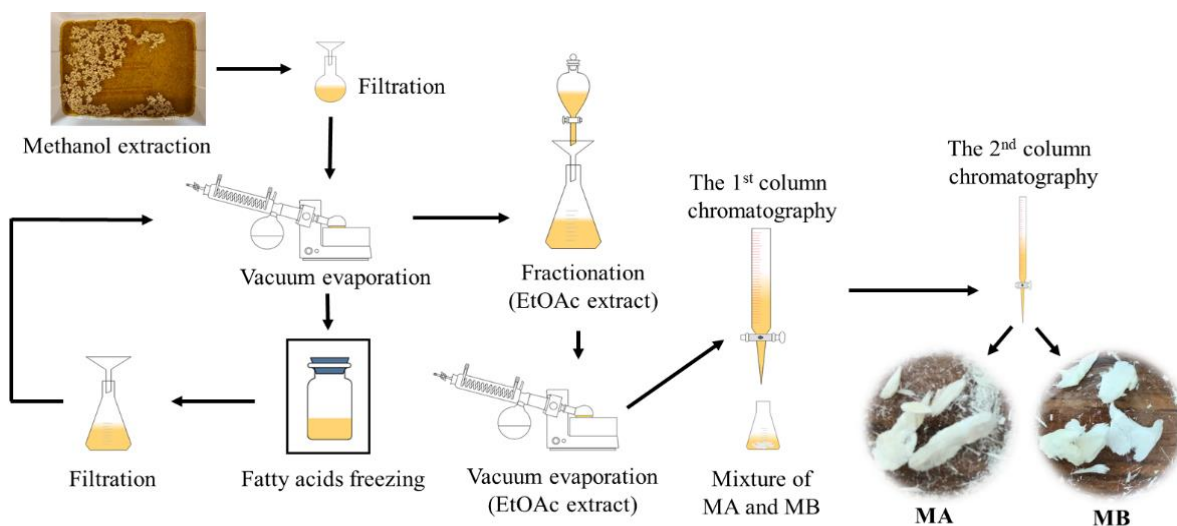 Methanol extraction
Filtration
Vacuum evaporation
Fatty acids freezing
Filtration
Fractionation
(EtOAc extract)
Vacuum evaporation
(EtOAc extract)
The 1st column
chromatography
Mixture of
MA and MB
The 2nd column
chromatography
MA
MB